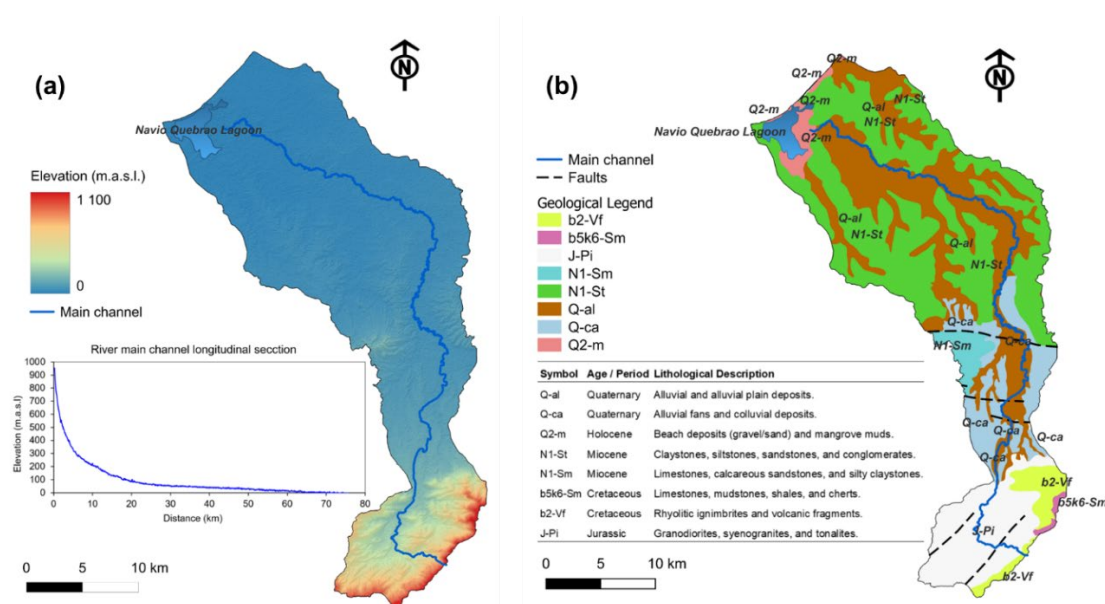 (a)
N
Navio Quebrao Lagoon
Elevation (m.a.s.l.)
1 100
0
Main channel
River main channel longitudinal secction
Elevation (m.a.s.l)
1000
900
800
700
600
500
400
300
200
100
0
0 10 20 30 40 50 60 70 80
Distance (km)
0 10 km
(b)
N
Q2-m
Q2-m
Q2-m
Q2-m
Navio Quebrao Lagoon
Q2-m
Q-al
N1-St
N1-St
Main channel
Faults
Geological Legend
b2-Vf
b5k6-Sm
J-Pi
N1-Sm
N1-St
Q-al
Q-ca
Q2-m
Q-al
N1-St
Q-al
N1-St
Q-ca
Q-ca
N1-Sm
Q-ca
Q-ca
Q-ca
Q-ca
b2-Vf
b5k6-Sm
J-Pi
b2-Vf
Symbol Age / Period Lithological Description
Q-al Quaternary Alluvial and alluvial plain deposits.
Q-ca Quaternary Alluvial fans and colluvial deposits.
Q2-m Holocene Beach deposits (gravel/sand) and mangrove muds.
N1-St Miocene Claystones, siltstones, sandstones, and conglomerates.
N1-Sm Miocene Limestones, calcareous sandstones, and silty claystones.
b5k6-Sm Cretaceous Limestones, mudstones, shales, and cherts.
b2-Vf Cretaceous Rhyolitic ignimbrites and volcanic fragments.
J-Pi Jurassic Granodiorites, syenogranites, and tonalites.
0 10 km